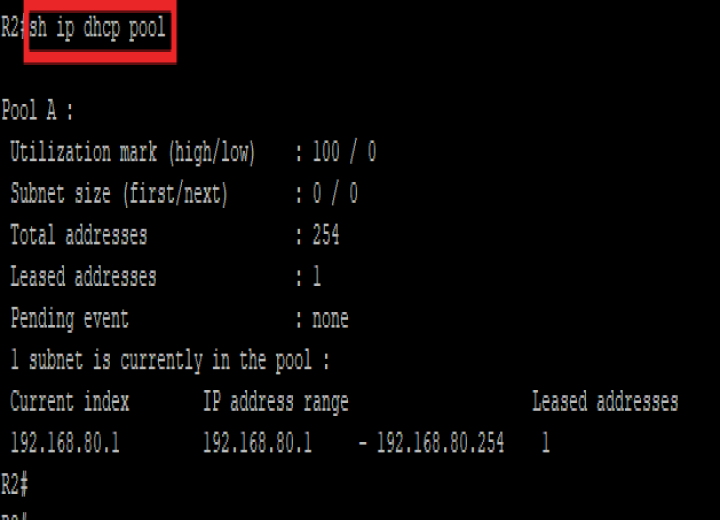 R2#sh ip dhcp pool
Pool A :
Utilization mark (high/low) : 100 / 0
Subnet size (first/next) : 0 / 0
Total addresses : 254
Leased addresses : 1
Pending event : none
1 subnet is currently in the pool :
Current index IP address range Leased addresses
192.168.80.1 192.168.80.1 - 192.168.80.254 1
R2#
R2#